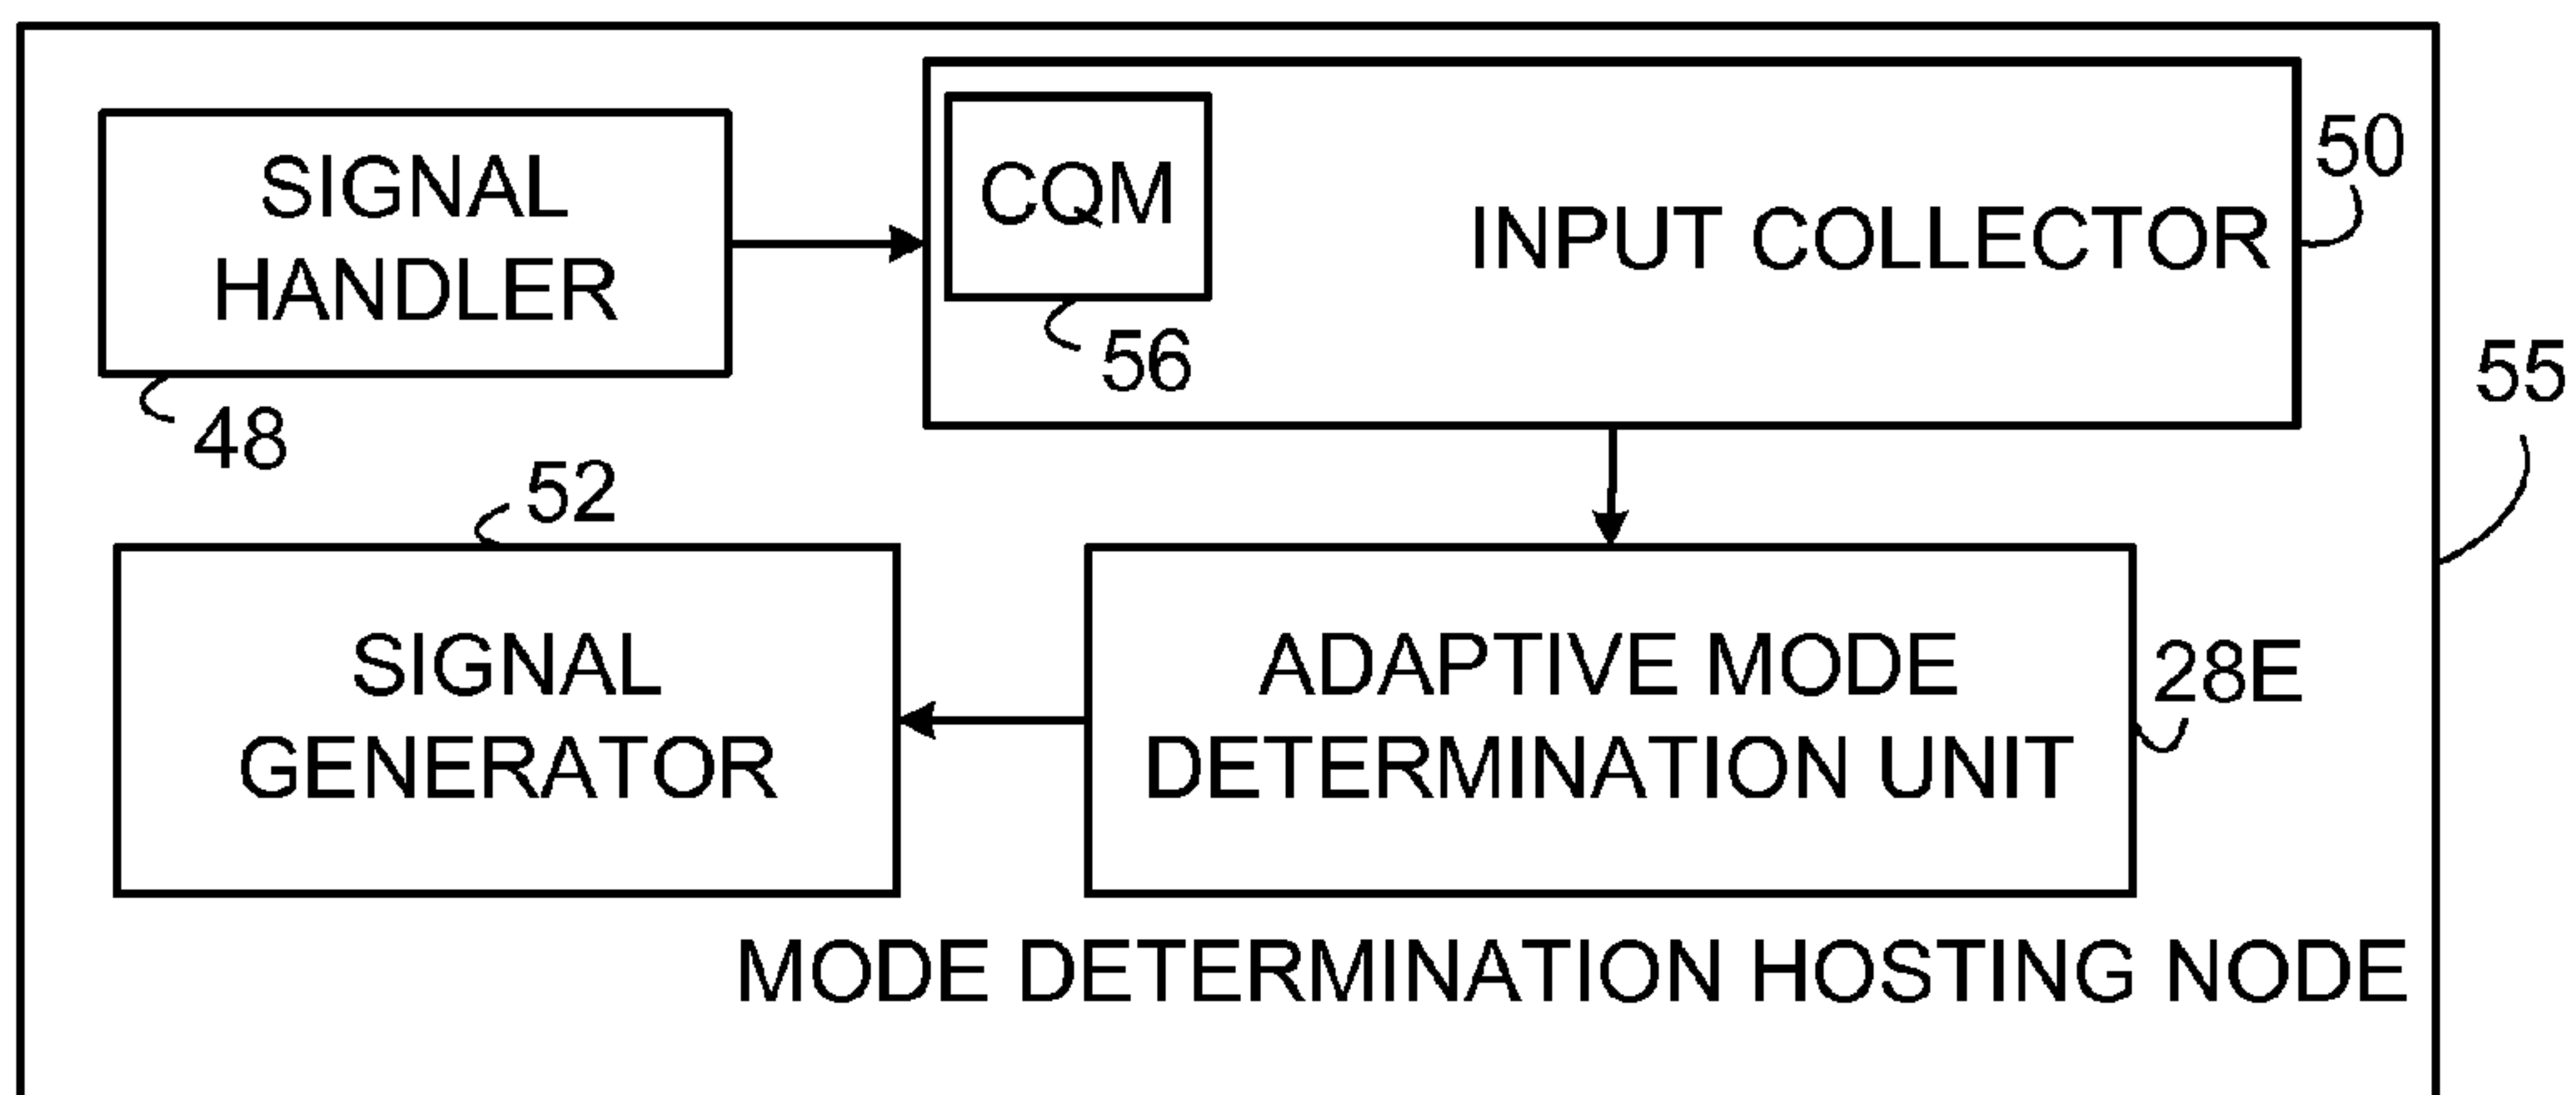 SIGNAL
HANDLER
48
CQM
56
INPUT COLLECTOR
50
55
52
SIGNAL
GENERATOR
ADAPTIVE MODE
DETERMINATION UNIT
28E
MODE DETERMINATION HOSTING NODE